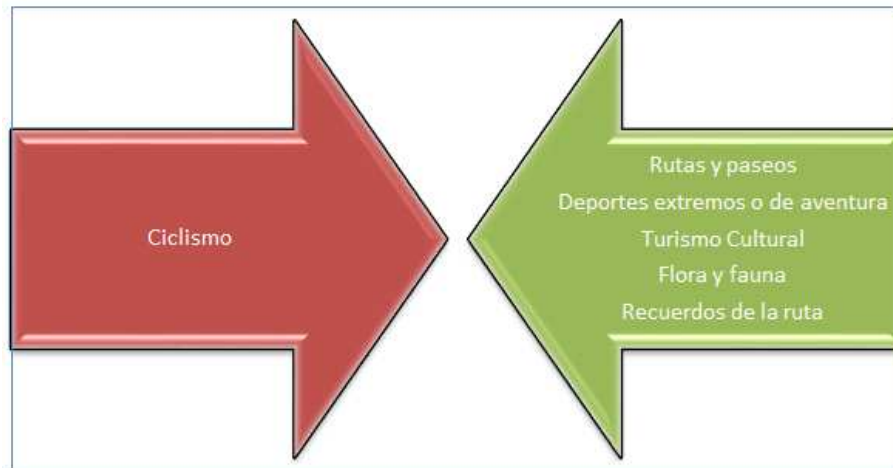 Ciclismo
Rutas y paseos
Deportes extremos o de aventura
Turismo Cultural
Flora y fauna
Recuerdos de la ruta